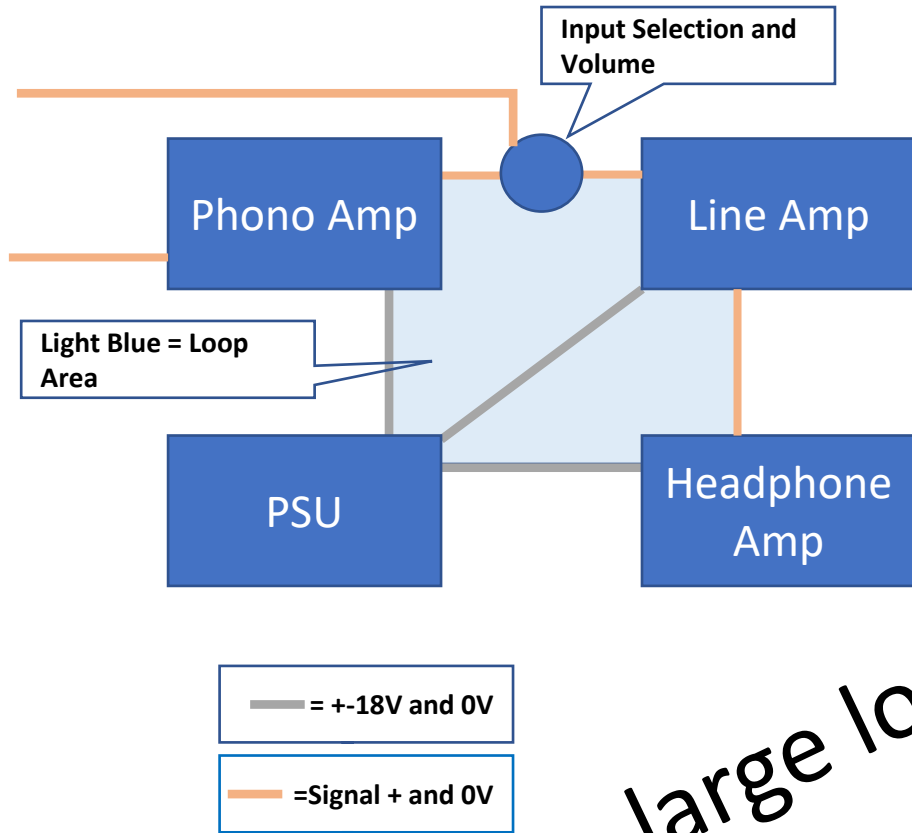 Input Selection and
Volume
Phono Amp
Line Amp
Light Blue = Loop
Area
PSU
Headphone
Amp
= +-18V and 0V
=Signal + and 0V
large lo